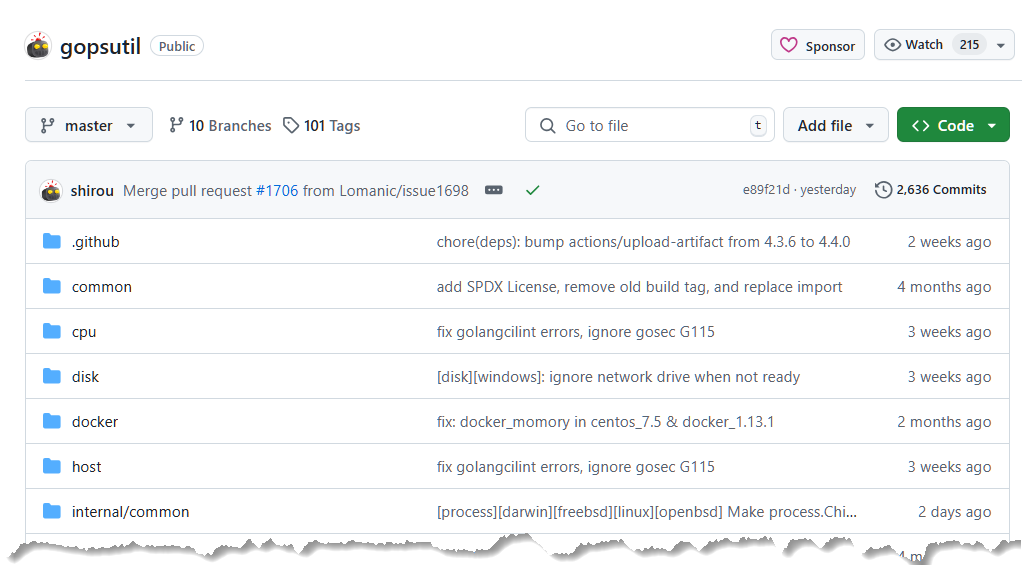 gopsutil Public Sponsor Watch 215
master 10 Branches 101 Tags Go to file t Add file Code
shirou Merge pull request #1706 from Lomanic/issue1698 e89f21d · yesterday 2,636 Commits
.github chore(deps): bump actions/upload-artifact from 4.3.6 to 4.4.0 2 weeks ago
common add SPDX License, remove old build tag, and replace import 4 months ago
cpu fix golangcilint errors, ignore gosec G115 3 weeks ago
disk [disk][windows]: ignore network drive when not ready 3 weeks ago
docker fix: docker_momory in centos_7.5 & docker_1.13.1 2 months ago
host fix golangcilint errors, ignore gosec G115 3 weeks ago
internal/common [process][darwin][freebsd][linux][openbsd] Make process.Chi... 2 days ago